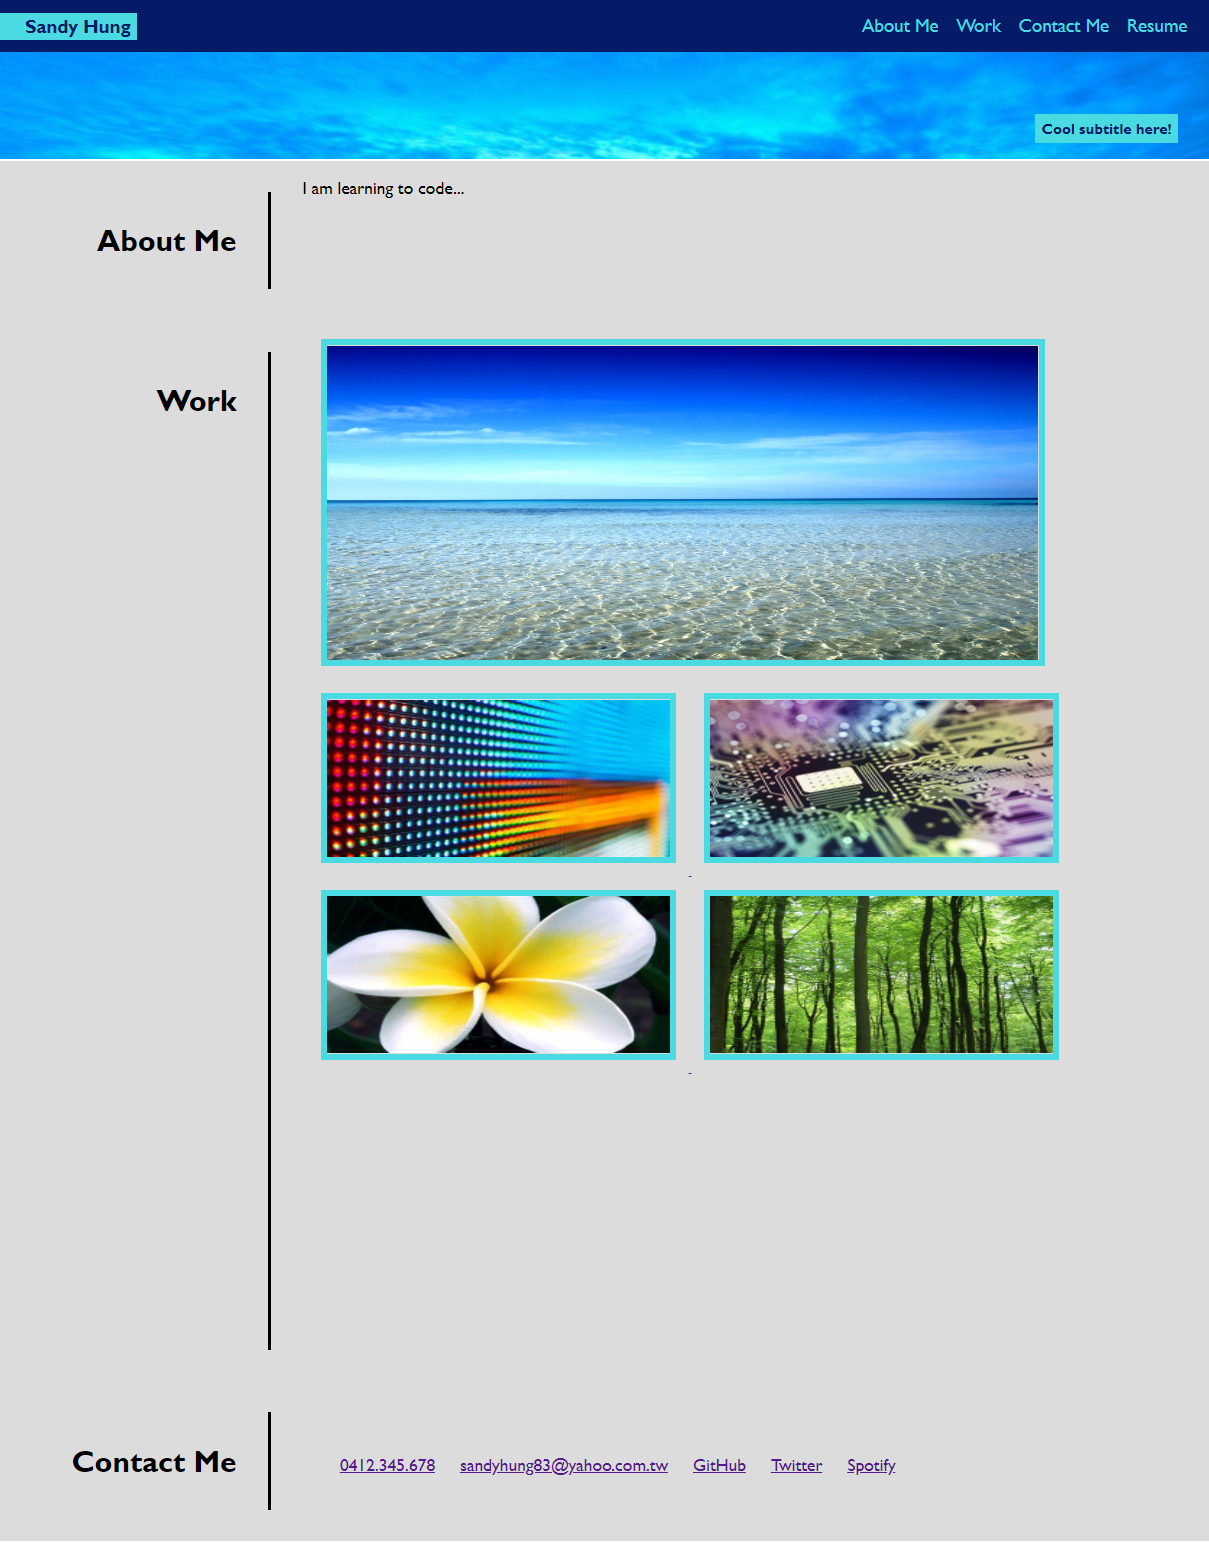 Sandy Hung
About Me Work Contact Me Resume
Cool subtitle here!
I am learning to code...
About Me
Work
Contact Me
0412.345.678 sandyhung83@yahoo.com.tw GitHub Twitter Spotify